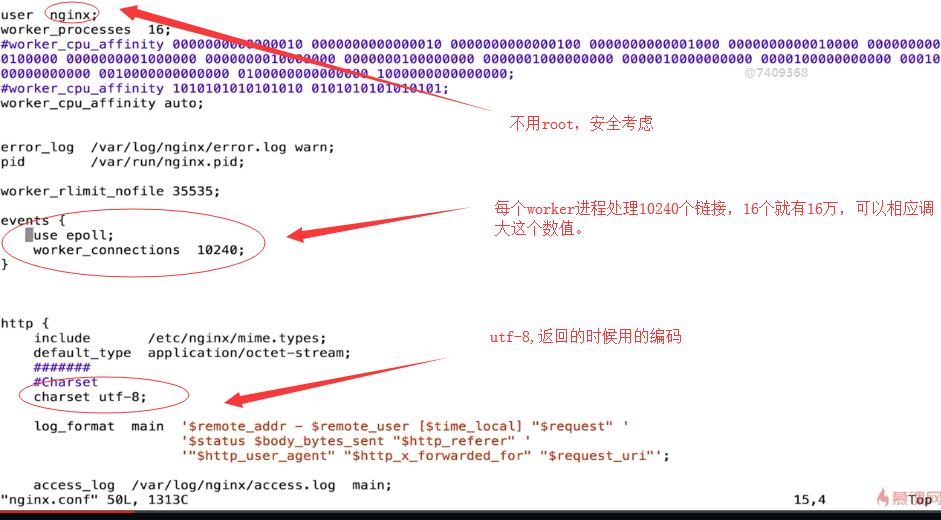 user  nginx;
worker_processes  16;
#worker_cpu_affinity 0000000000000010 0000000000000010 0000000000000100 0000000000001000 0000000000010000 000000000
0100000 0000000001000000 0000000010000000 0000000100000000 0000001000000000 0000010000000000 0000100000000000 00010
00000000000 0010000000000000 0100000000000000 1000000000000000;
@7409368
#worker_cpu_affinity 1010101010101010 0101010101010101;
worker_cpu_affinity auto;
不用root，安全考虑
error_log  /var/log/nginx/error.log warn;
pid        /var/run/nginx.pid;
worker_rlimit_nofile 35535;
每个worker进程处理10240个链接，16个就有16万，可以相应调
大这个数值。
events {
use epoll;
worker_connections  10240;
}
http {
include       /etc/nginx/mime.types;
utf-8,返回的时候用的编码
default_type  application/octet-stream;
#######
#Charset
charset utf-8;
log_format  main  '$remote_addr - $remote_user [$time_local] "$request" '
'$status $body_bytes_sent "$http_referer" '
'"$http_user_agent" "$http_x_forwarded_for" "$request_uri"';
access_log  /var/log/nginx/access.log  main;
"nginx.conf" 50L, 1313C 15,4 Top
慕课网